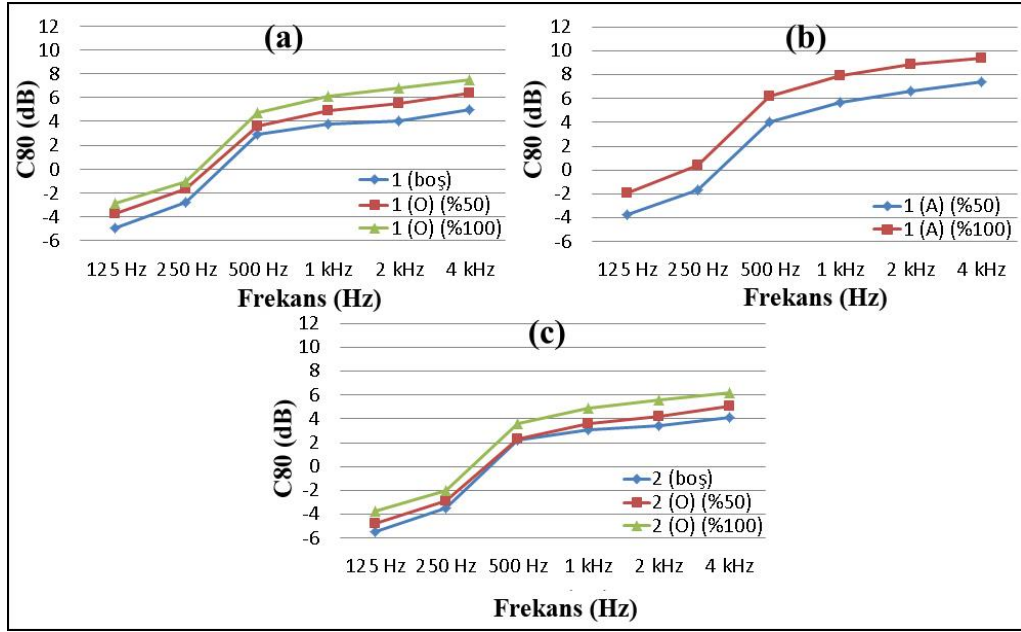 (a)
C80 (dB)
12
10
8
6
4
2
0
-2
-4
-6
125 Hz 250 Hz 500 Hz 1 kHz 2 kHz 4 kHz
Frekans (Hz)
1 (boş)
1 (O) (%50)
1 (O) (%100)
(b)
C80 (dB)
12
10
8
6
4
2
0
-2
-4
-6
125 Hz 250 Hz 500 Hz 1 kHz 2 kHz 4 kHz
Frekans (Hz)
1 (A) (%50)
1 (A) (%100)
(c)
C80 (dB)
12
10
8
6
4
2
0
-2
-4
-6
125 Hz 250 Hz 500 Hz 1 kHz 2 kHz 4 kHz
Frekans (Hz)
2 (boş)
2 (O) (%50)
2 (O) (%100)